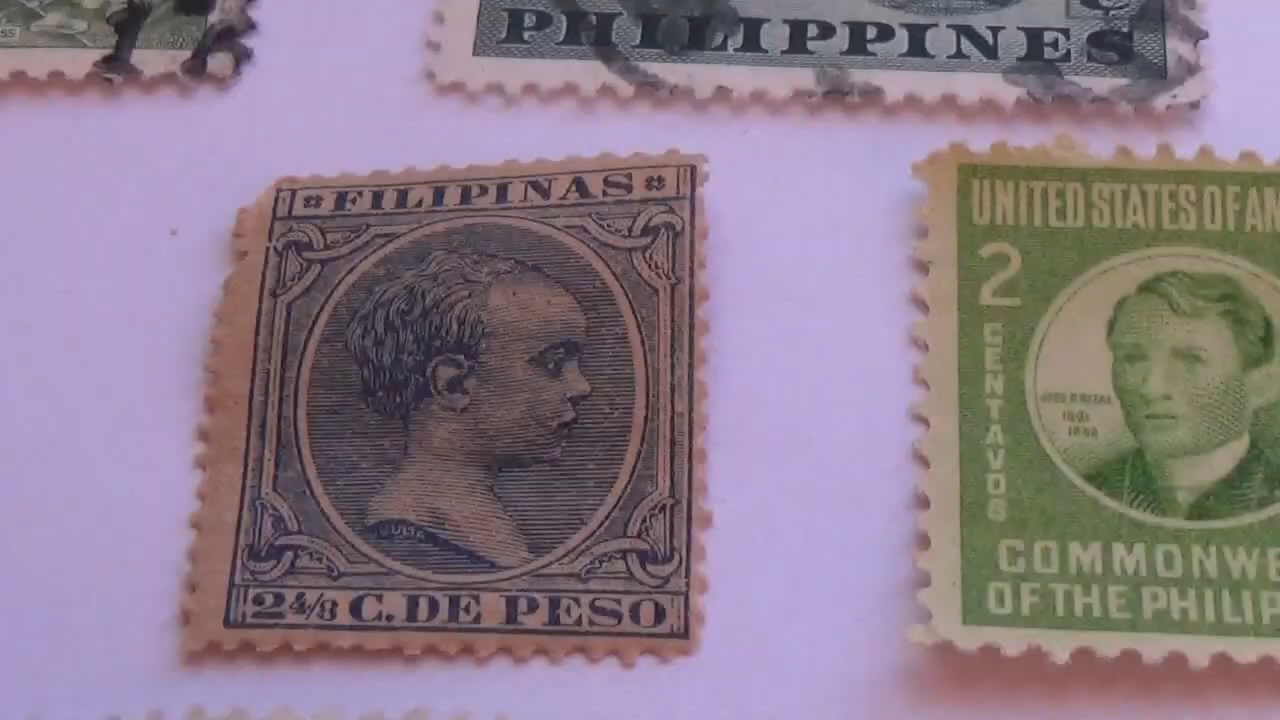 PHILIPPINES
FILIPINAS
2 4/8 C. DE PESO
UNITED STATES OF AM
2
CENTAVOS
COMMONWE
OF THE PHILIP